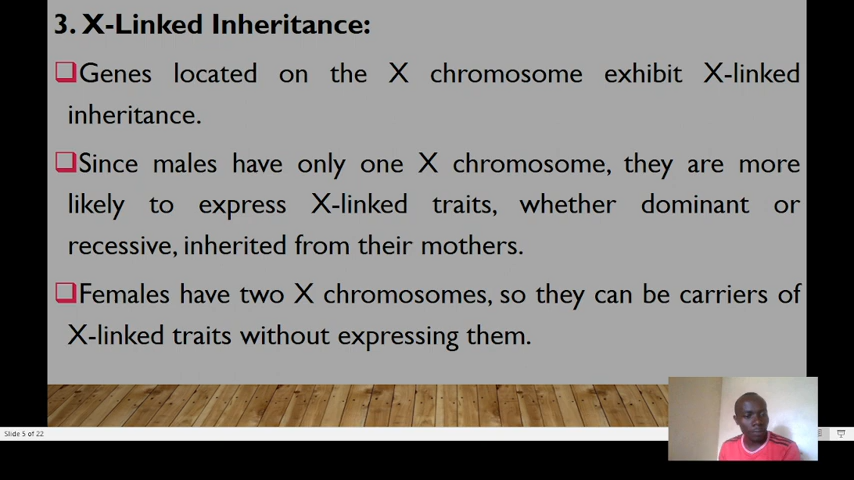 3. X-Linked Inheritance:
Genes located on the X chromosome exhibit X-linked
inheritance.
Since males have only one X chromosome, they are more
likely to express X-linked traits, whether dominant or
recessive, inherited from their mothers.
Females have two X chromosomes, so they can be carriers of
X-linked traits without expressing them.
Slide 5 of 22